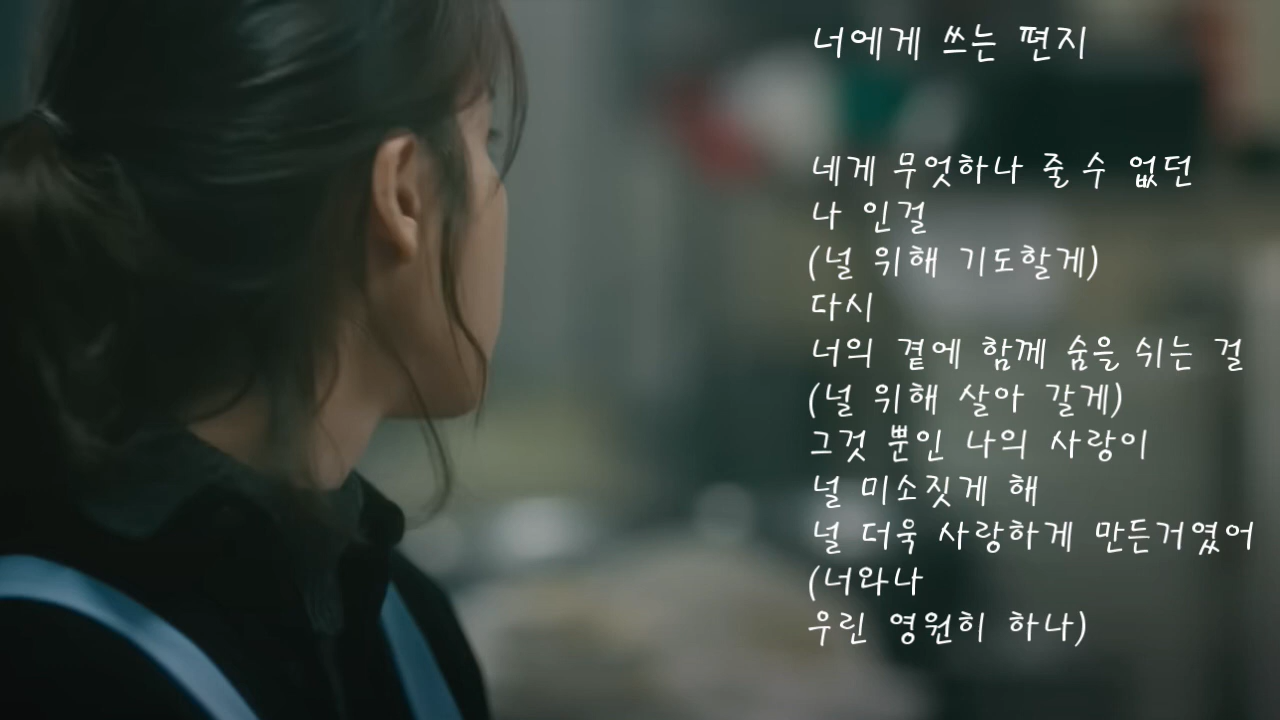 너에게 쓰는 편지
네게 무엇하나 줄 수 없던
나 인걸
(널 위해 기도할게)
다시
너의 곁에 함께 숨을 쉬는 걸
(널 위해 살아 갈게)
그것 뿐인 나의 사랑이
널 미소짓게 해
널 더욱 사랑하게 만든거였어
(너와나
우린 영원히 하나)